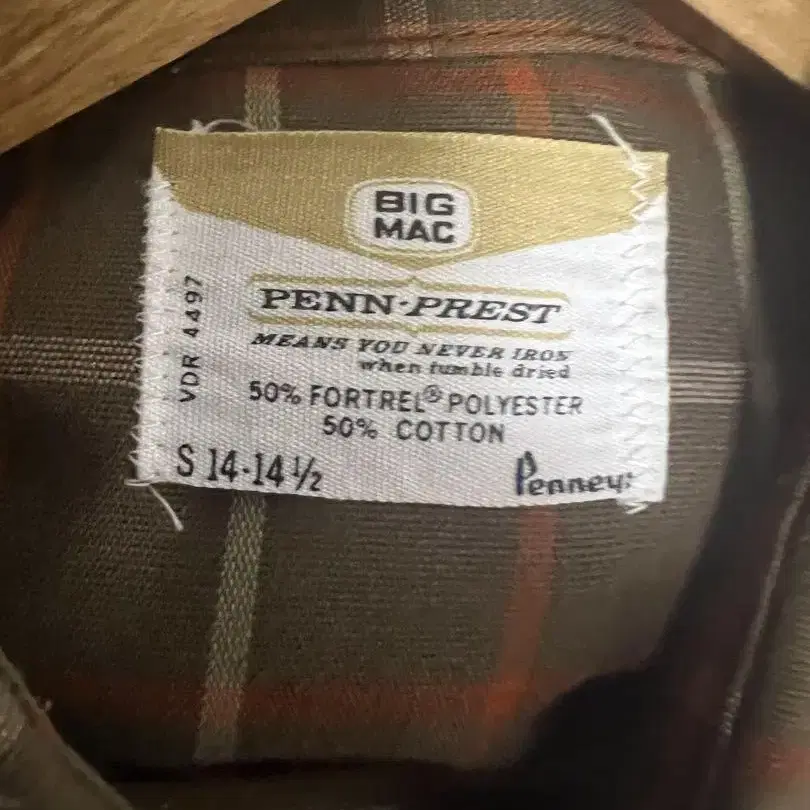 BIG
MAC
PENN-PREST
MEANS YOU NEVER IRON
when tumble dried
50% FORTREL® POLYESTER
50% COTTON
VDR 4497
S 14-14½
Penneys